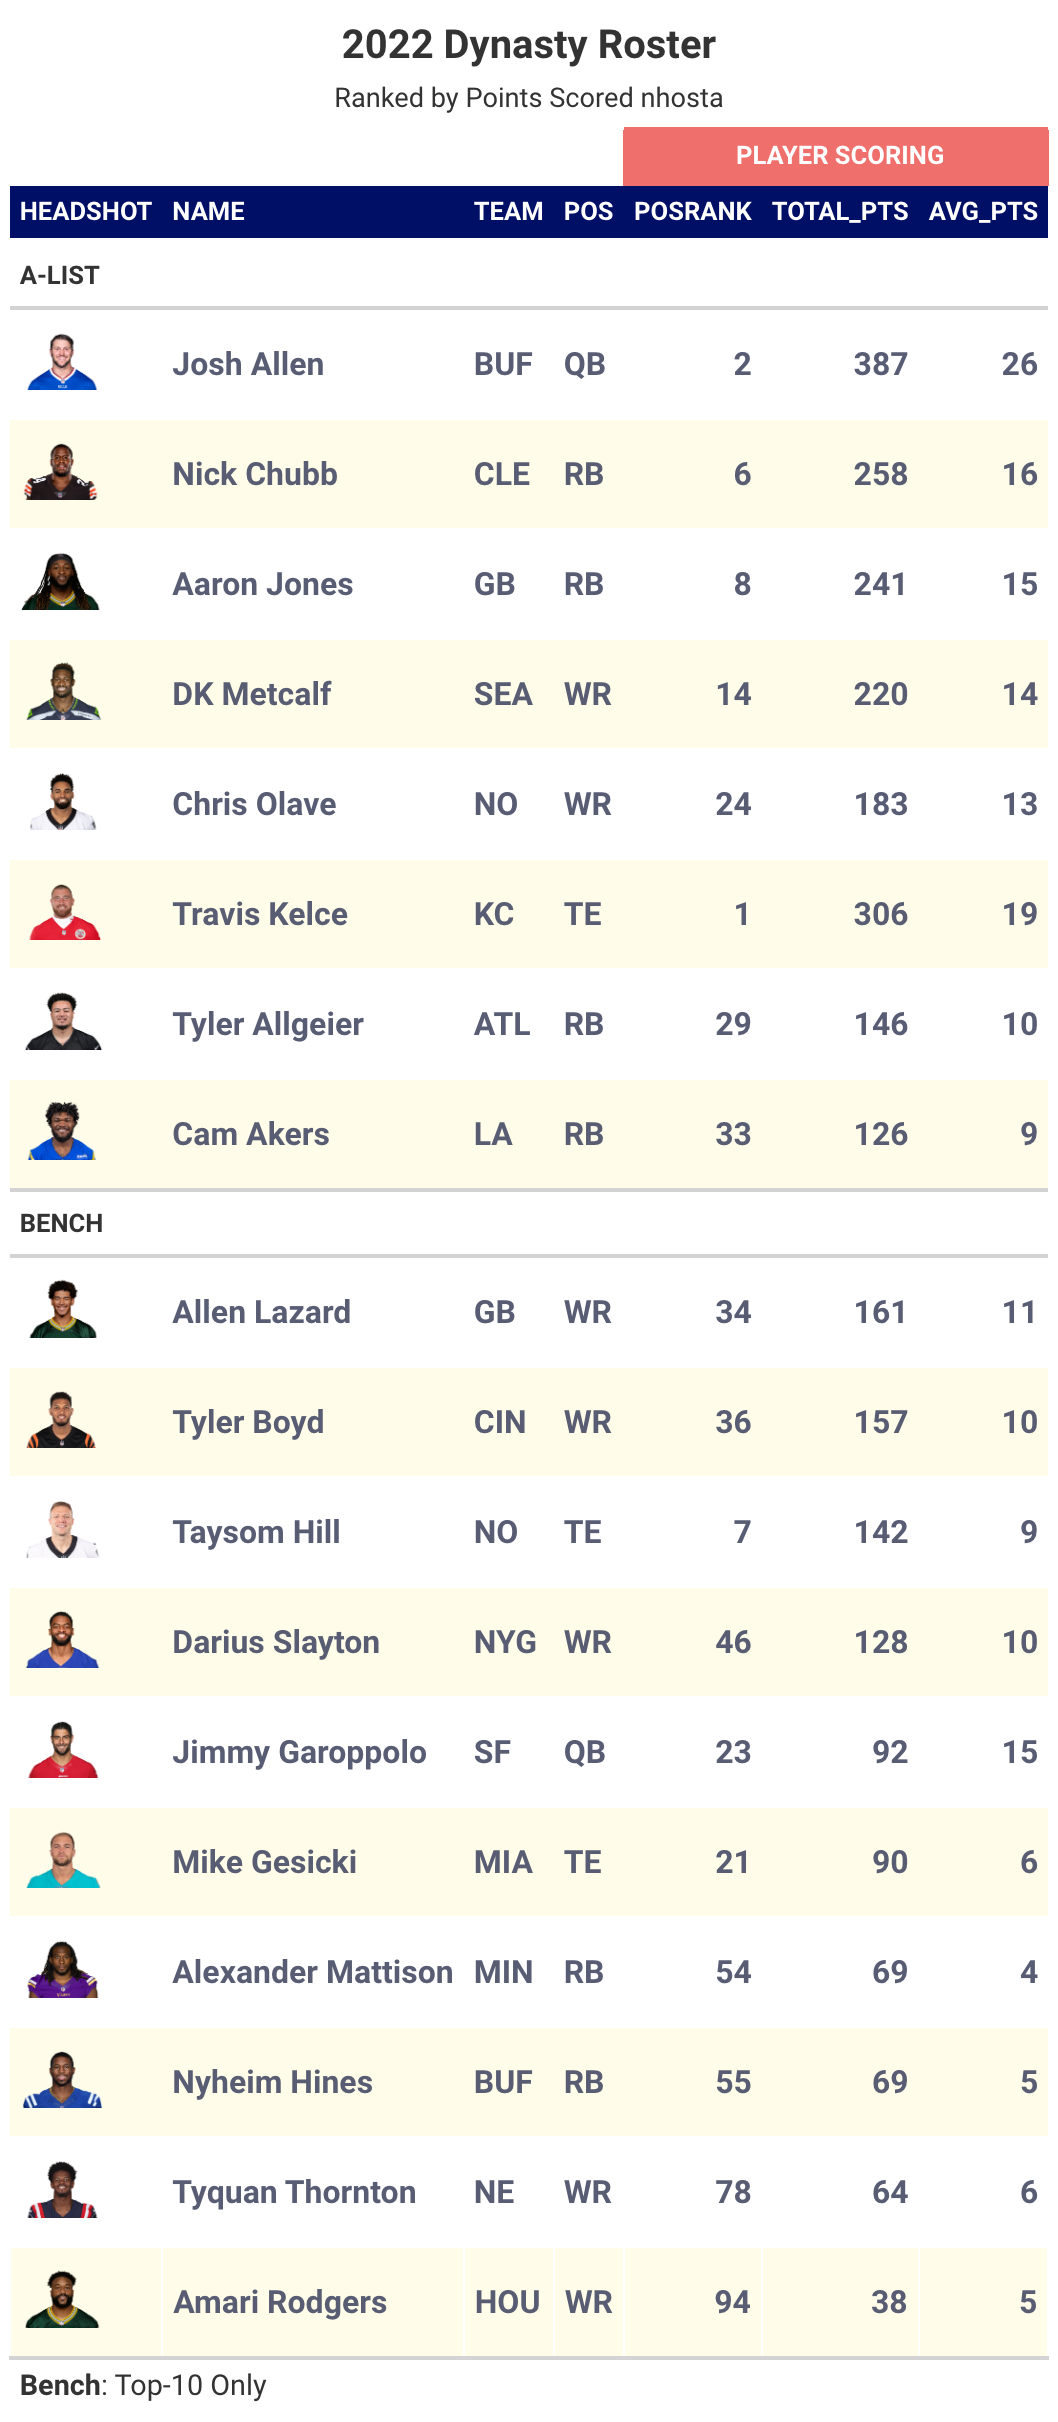 2022 Dynasty Roster
Ranked by Points Scored nhosta
PLAYER SCORING
HEADSHOT NAME TEAM POS POSRANK TOTAL_PTS AVG_PTS
A-LIST
Josh Allen BUF QB 2 387 26
Nick Chubb CLE RB 6 258 16
Aaron Jones GB RB 8 241 15
DK Metcalf SEA WR 14 220 14
Chris Olave NO WR 24 183 13
Travis Kelce KC TE 1 306 19
Tyler Allgeier ATL RB 29 146 10
Cam Akers LA RB 33 126 9
BENCH
Allen Lazard GB WR 34 161 11
Tyler Boyd CIN WR 36 157 10
Taysom Hill NO TE 7 142 9
Darius Slayton NYG WR 46 128 10
Jimmy Garoppolo SF QB 23 92 15
Mike Gesicki MIA TE 21 90 6
Alexander Mattison MIN RB 54 69 4
Nyheim Hines BUF RB 55 69 5
Tyquan Thornton NE WR 78 64 6
Amari Rodgers HOU WR 94 38 5
Bench: Top-10 Only